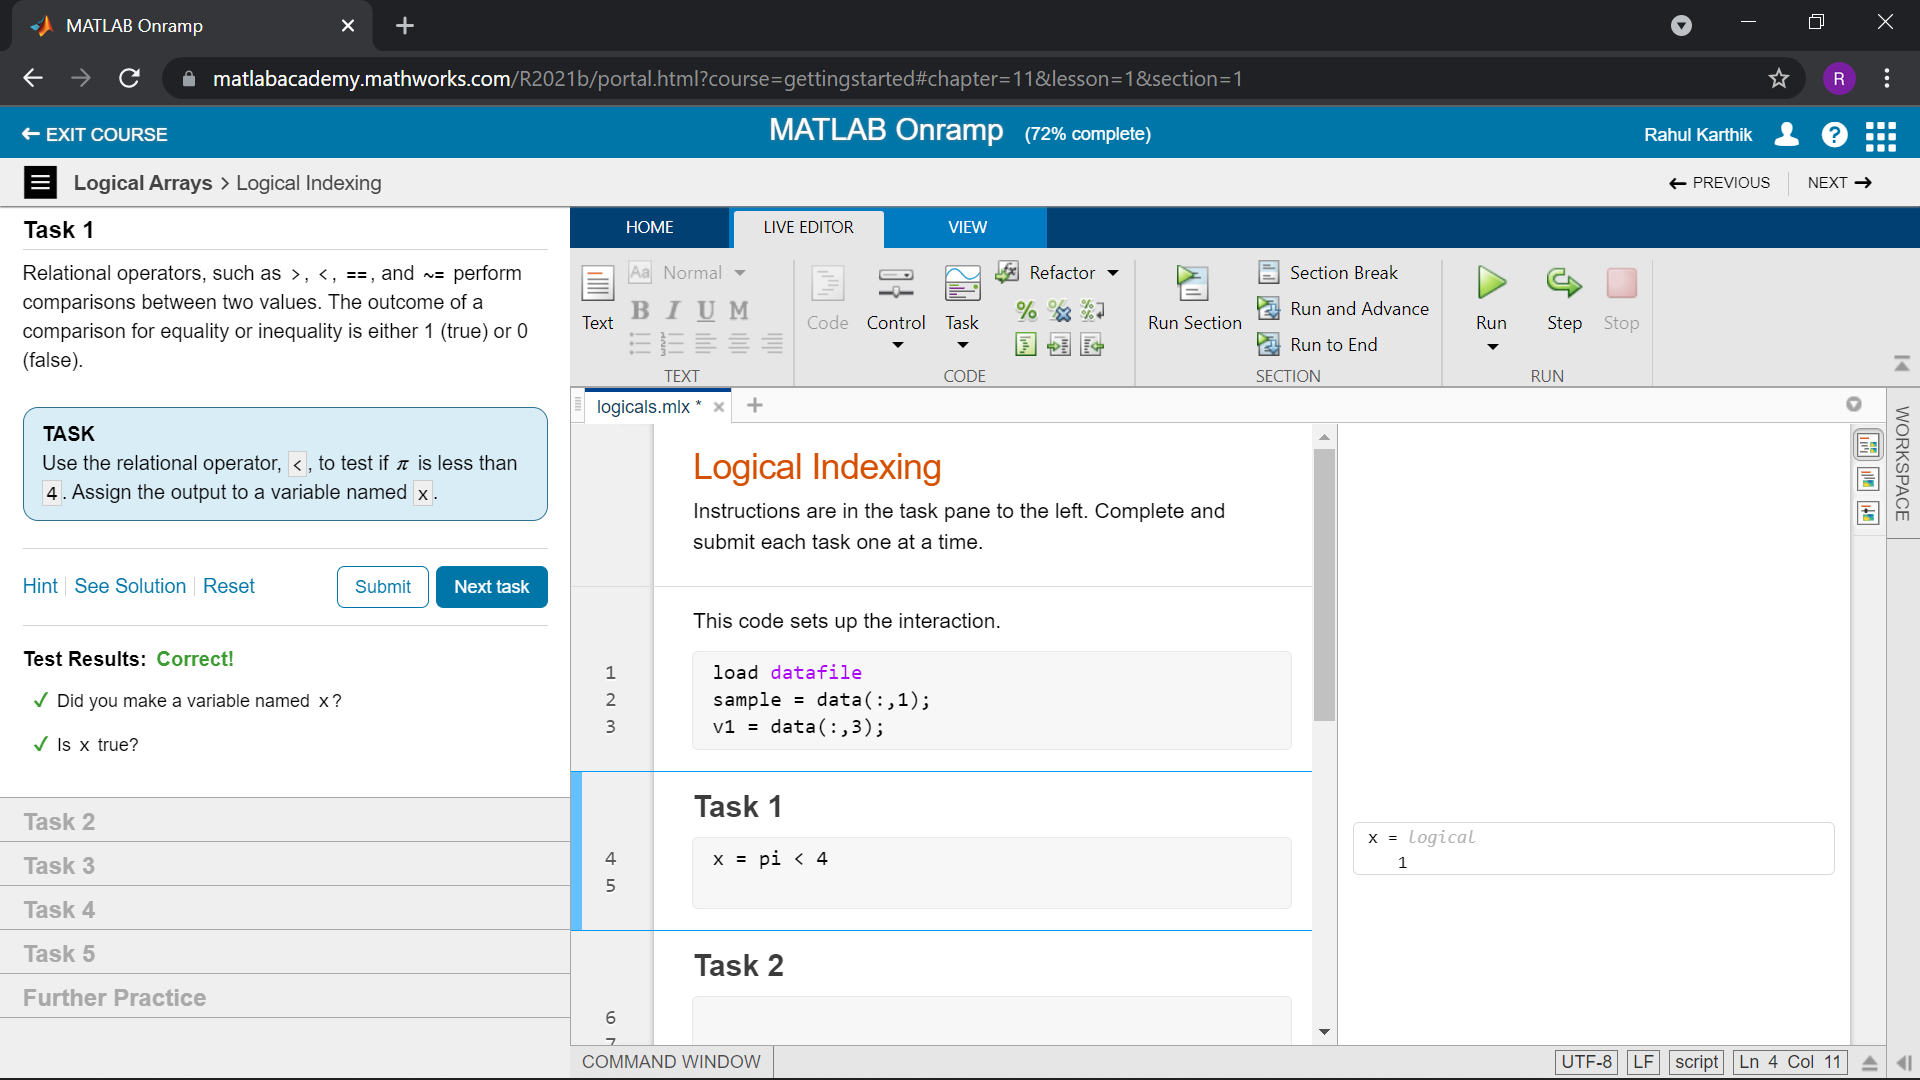 MATLAB Onramp
matlabacademy.mathworks.com/R2021b/portal.html?course=gettingstarted#chapter=11&lesson=1&section=1
R
EXIT COURSE
MATLAB Onramp (72% complete)
Rahul Karthik
?
Logical Arrays > Logical Indexing
PREVIOUS
NEXT
Task 1
Relational operators, such as >, <, ==, and ~= perform
comparisons between two values. The outcome of a
comparison for equality or inequality is either 1 (true) or 0
(false).
TASK
Use the relational operator, <, to test if π is less than
4. Assign the output to a variable named x.
Hint
See Solution
Reset
Submit
Next task
Test Results: Correct!
✓ Did you make a variable named x?
✓ Is x true?
Task 2
Task 3
Task 4
Task 5
Further Practice
HOME
LIVE EDITOR
VIEW
Text
Aa Normal
B I U M
TEXT
Code
Control
Task
Refactor
CODE
Run Section
Section Break
Run and Advance
Run to End
SECTION
Run
Step
Stop
RUN
logicals.mlx *
WORKSPACE
Logical Indexing
Instructions are in the task pane to the left. Complete and
submit each task one at a time.
This code sets up the interaction.
1 load datafile
2 sample = data(:,1);
3 v1 = data(:,3);
Task 1
4 x = pi < 4
5
x = logical
1
Task 2
6
7
COMMAND WINDOW
UTF-8
LF
script
Ln 4 Col 11